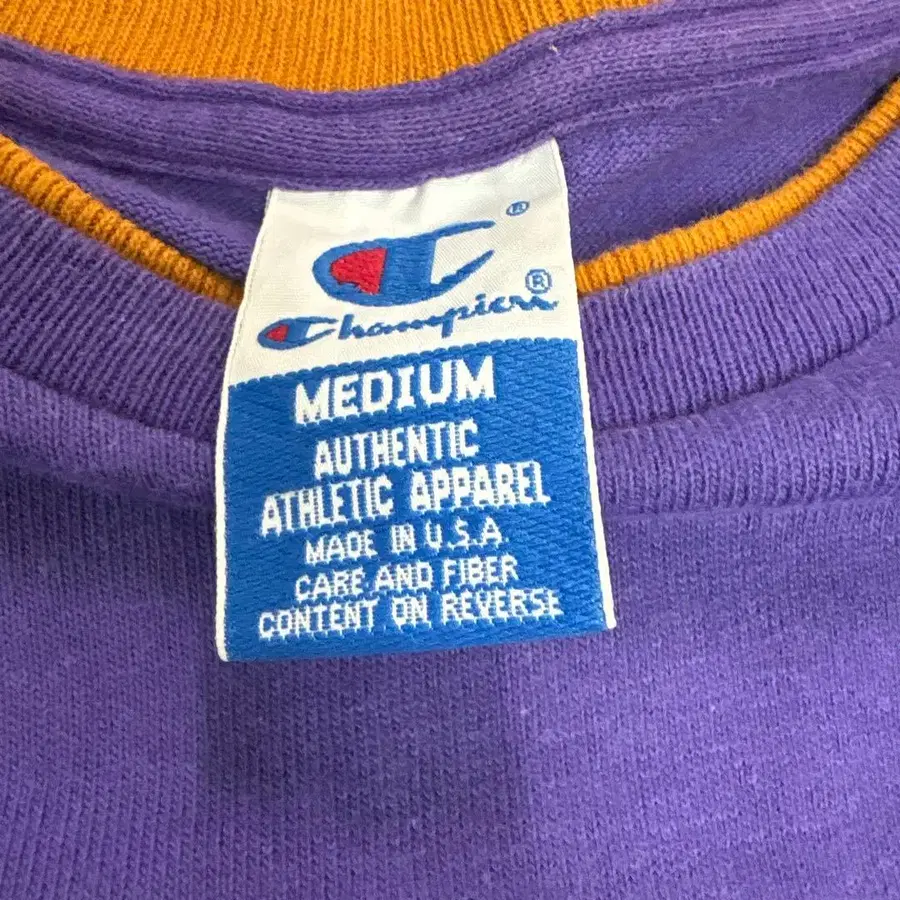 ®
Champion®
MEDIUM
AUTHENTIC
ATHLETIC APPAREL
MADE IN U.S.A.
CARE AND FIBER
CONTENT ON REVERSE